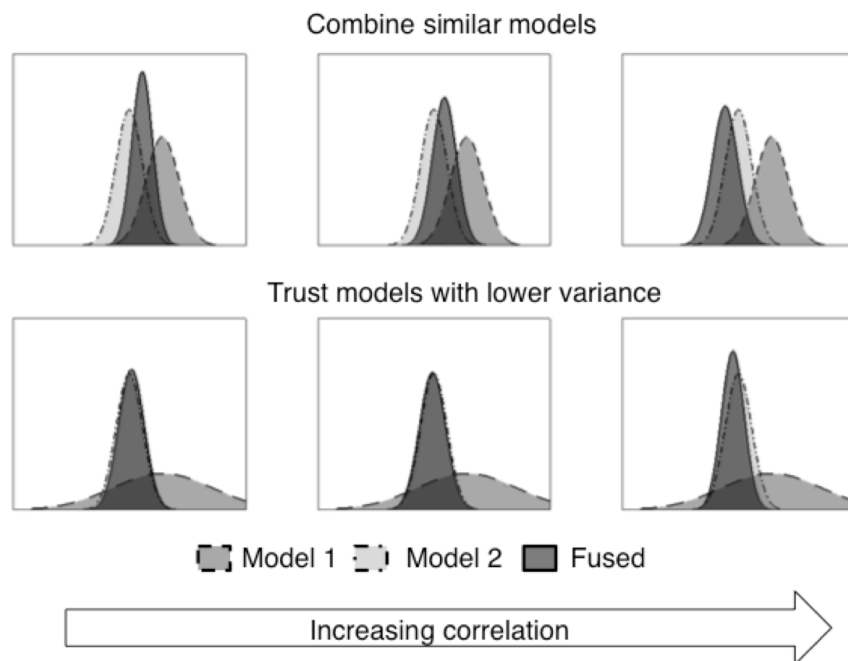 Combine similar models
Trust models with lower variance
Model 1 Model 2 Fused
Increasing correlation